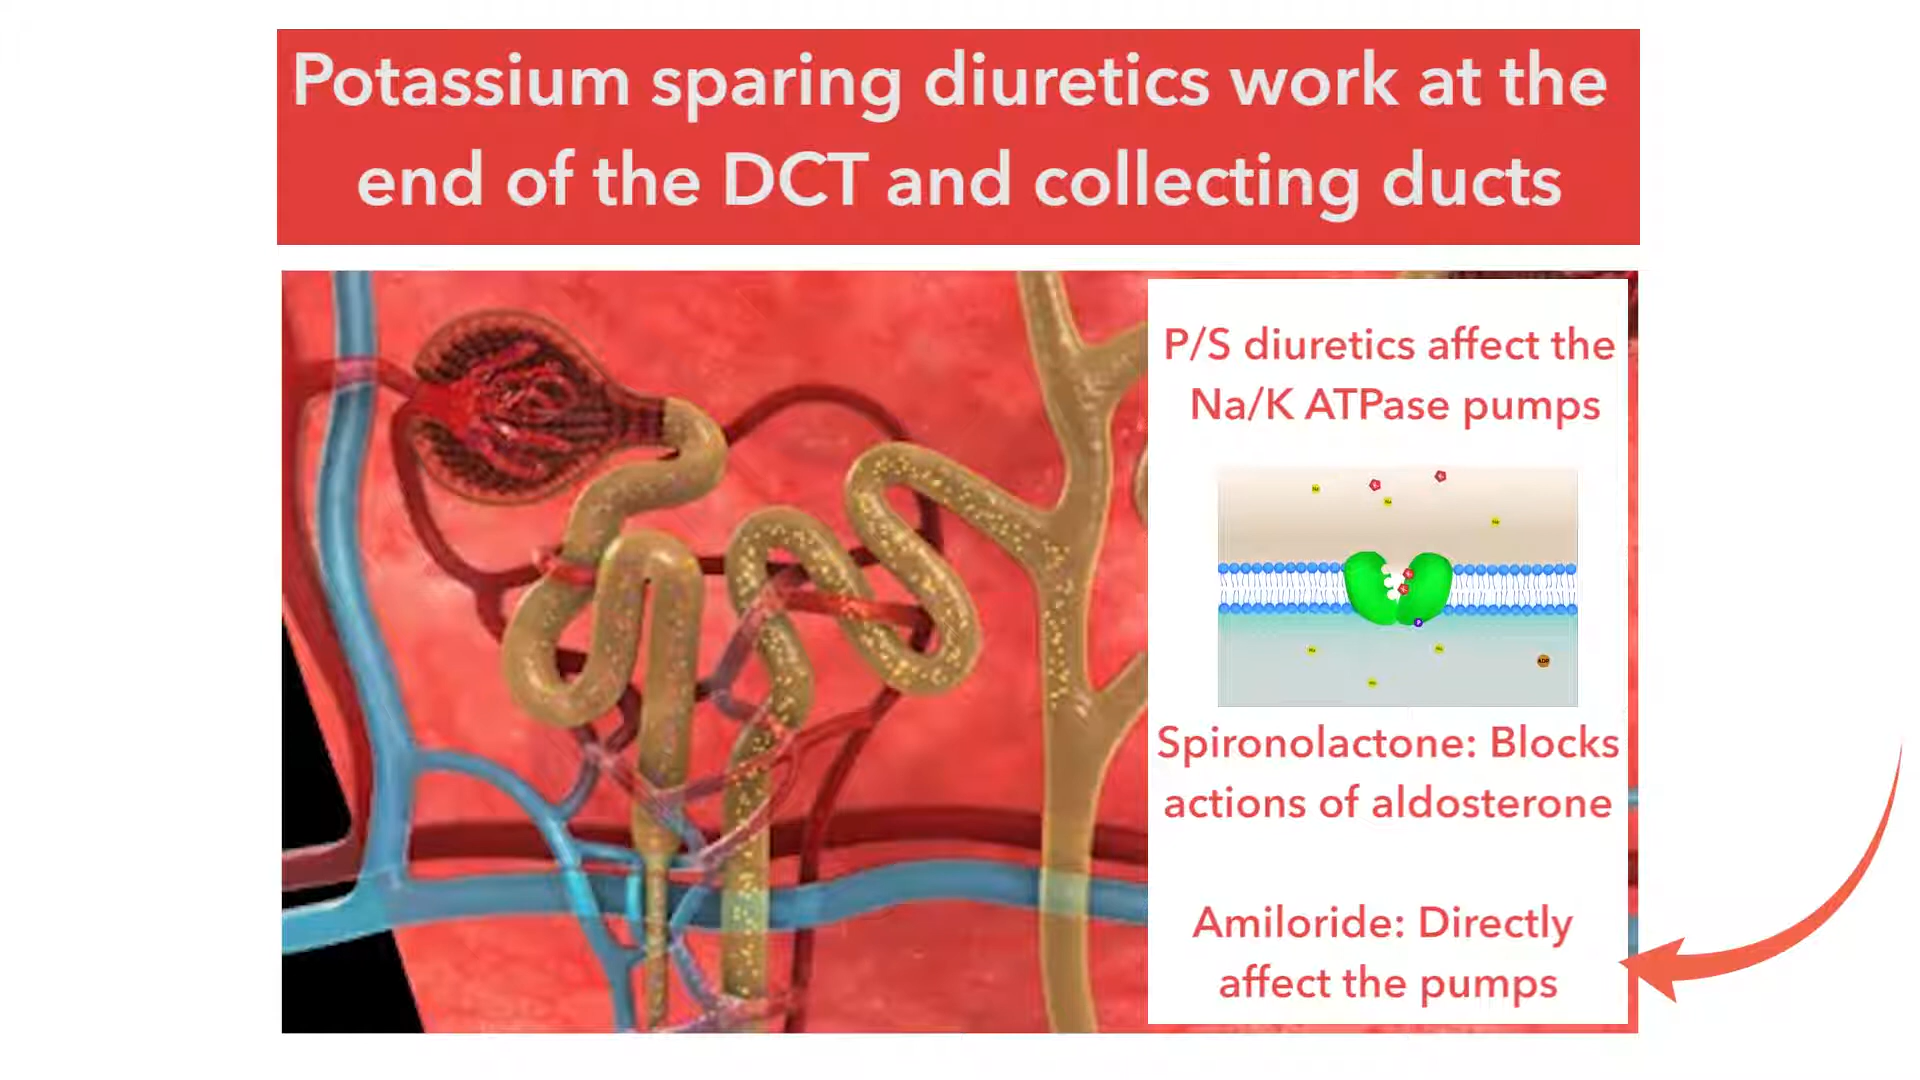 Potassium sparing diuretics work at the
end of the DCT and collecting ducts
P/S diuretics affect the
Na/K ATPase pumps
P
ADP
Spironolactone: Blocks
actions of aldosterone
Amiloride: Directly
affect the pumps